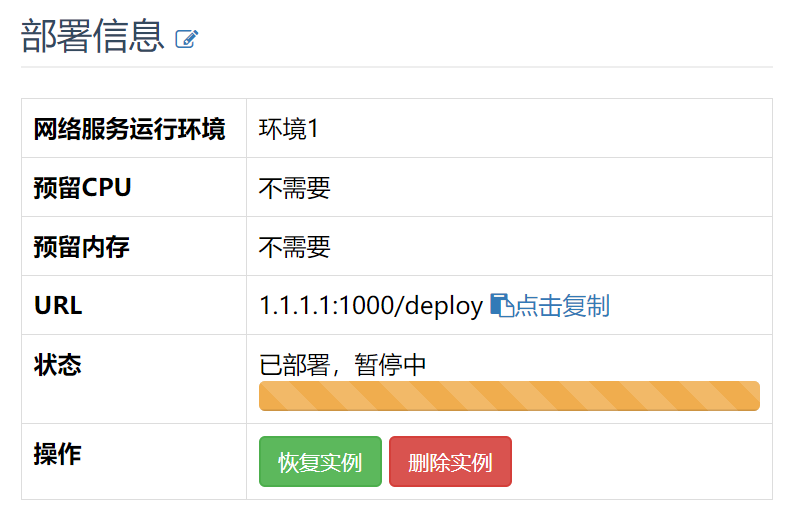 部署信息
网络服务运行环境 环境1
预留CPU 不需要
预留内存 不需要
URL 1.1.1.1:1000/deploy 点击复制
状态 已部署，暂停中
操作 恢复实例 删除实例